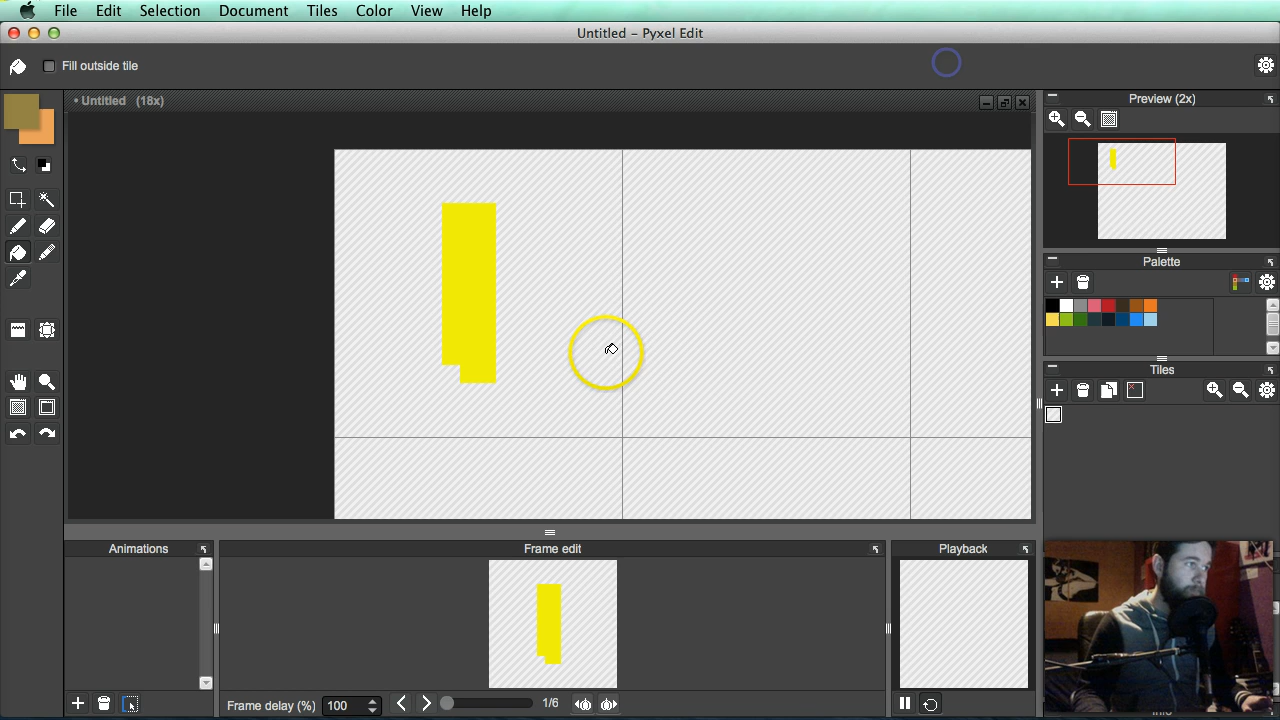 File Edit Selection Document Tiles Color View Help
Untitled – Pyxel Edit
Fill outside tile
• Untitled (18x)
Preview (2x)
Palette
Tiles
Animations
Frame edit
Playback
Frame delay (%) 100
1/6
Info